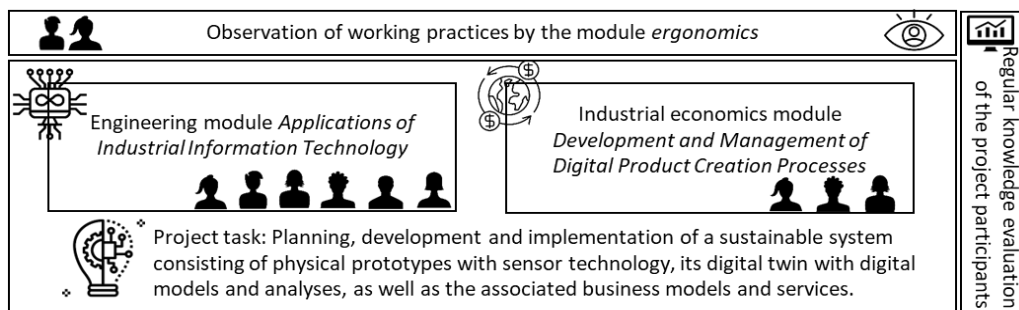 Observation of working practices by the module ergonomics
Engineering module Applications of
Industrial Information Technology
Industrial economics module
Development and Management of
Digital Product Creation Processes
Project task: Planning, development and implementation of a sustainable system
consisting of physical prototypes with sensor technology, its digital twin with digital
models and analyses, as well as the associated business models and services.
Regular knowledge evaluation
of the project participants
$
$